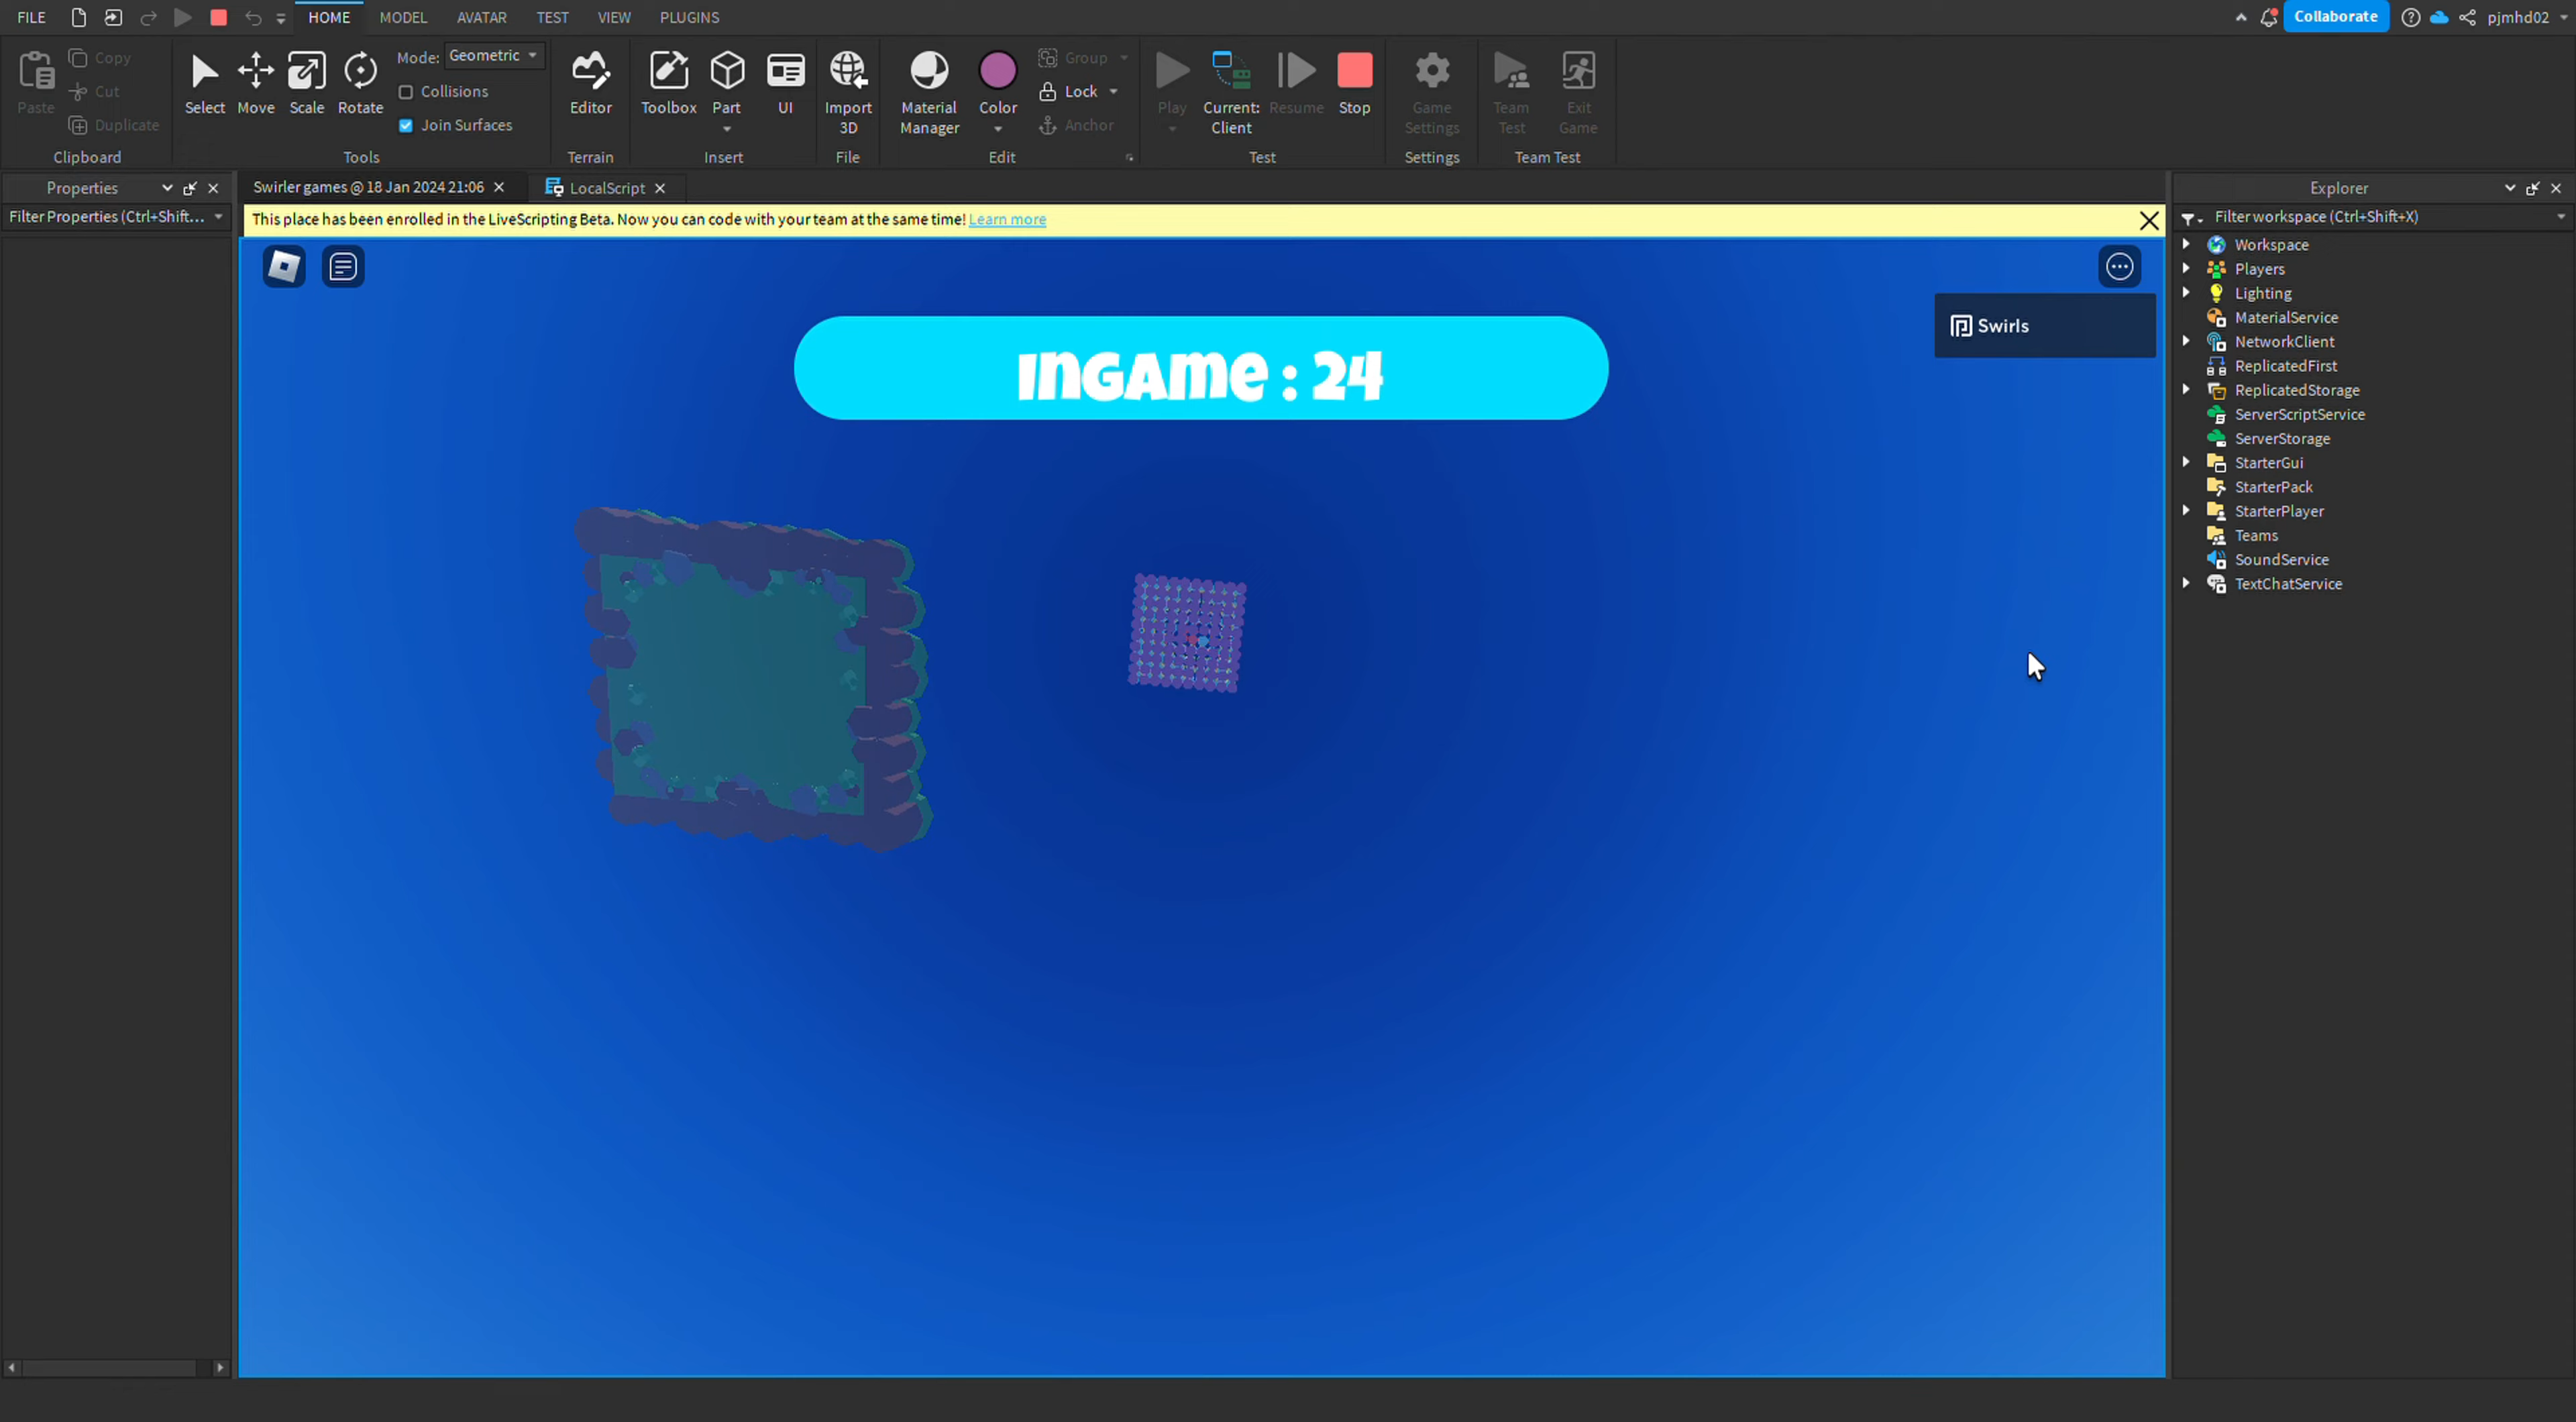 FILE HOME MODEL AVATAR TEST VIEW PLUGINS Collaborate pjmhd02
Paste Copy Cut Duplicate
Clipboard
Select Move Scale Rotate
Mode: Geometric
Collisions
Join Surfaces
Tools
Editor
Terrain
Toolbox Part UI
Insert
Import 3D
File
Material Manager Color
Group
Lock
Anchor
Edit
Play Current: Client Resume Stop
Test
Game Settings
Settings
Team Test Exit Game
Team Test
Properties
Filter Properties (Ctrl+Shift...
Swirler games @ 18 Jan 2024 21:06
LocalScript
This place has been enrolled in the LiveScripting Beta. Now you can code with your team at the same time! Learn more
InGame : 24
Swirls
Explorer
Filter workspace (Ctrl+Shift+X)
Workspace
Players
Lighting
MaterialService
NetworkClient
ReplicatedFirst
ReplicatedStorage
ServerScriptService
ServerStorage
StarterGui
StarterPack
StarterPlayer
Teams
SoundService
TextChatService